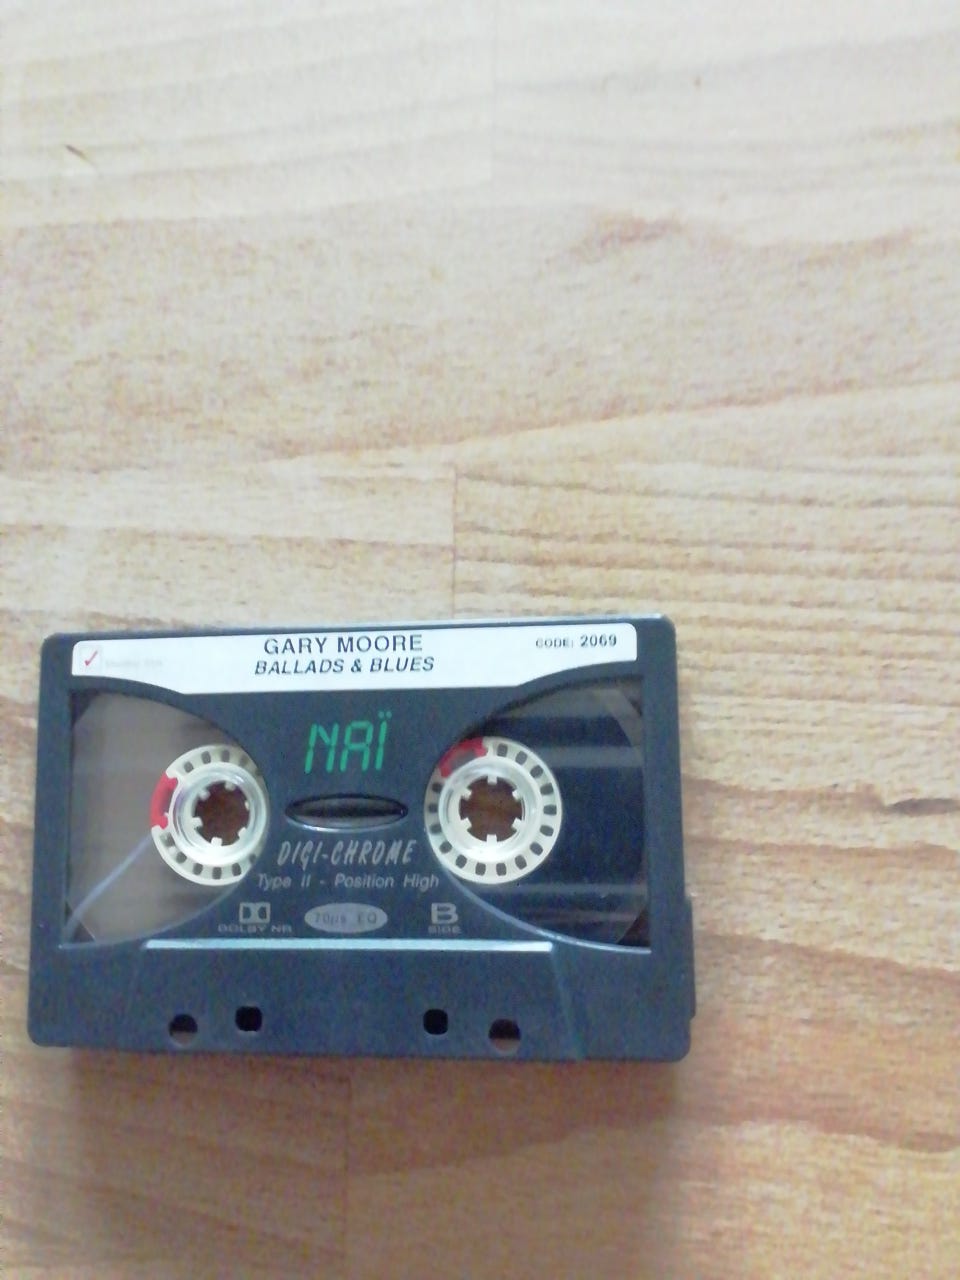 GARY MOORE
BALLADS & BLUES
CODE: 2069
NAÏ
DIGI-CHROME
Type II - Position High
DOLBY NR
70µs EQ
B
SIDE